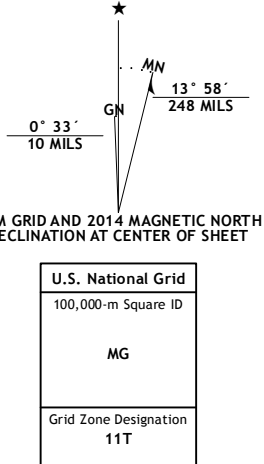 MN
GN
13° 58´
248 MILS
0° 33´
10 MILS
M GRID AND 2014 MAGNETIC NORTH
ECLINATION AT CENTER OF SHEET
U.S. National Grid
100,000-m Square ID
MG
Grid Zone Designation
11T